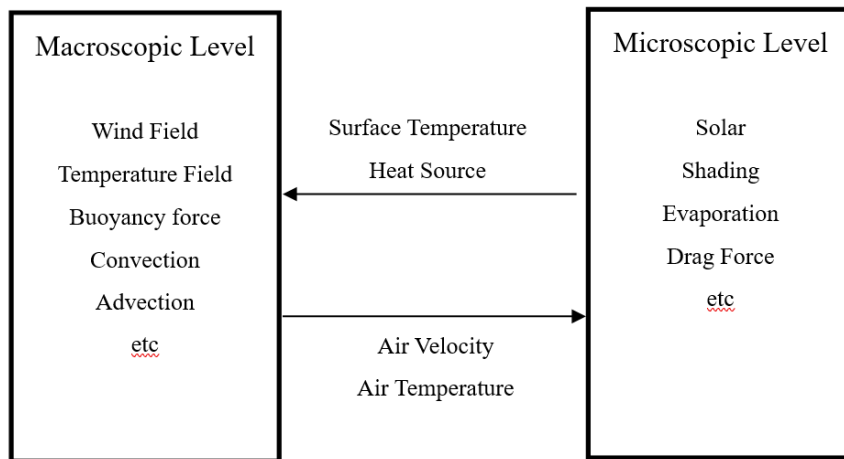 Macroscopic Level
Wind Field
Temperature Field
Buoyancy force
Convection
Advection
etc
Surface Temperature
Heat Source
Air Velocity
Air Temperature
Microscopic Level
Solar
Shading
Evaporation
Drag Force
etc